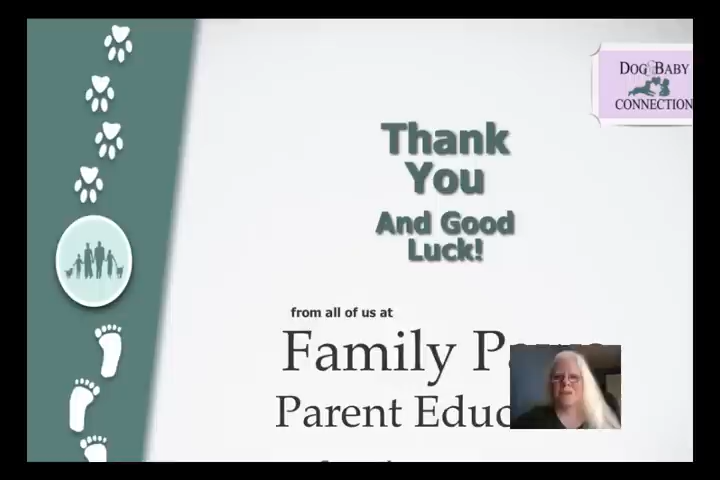 DOG & BABY
CONNECTION
Thank
You
And Good
Luck!
from all of us at
Family
Parent